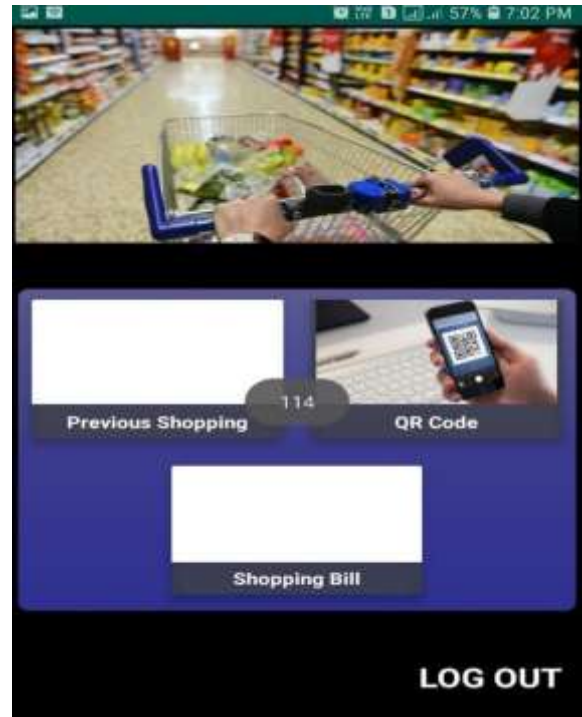 57% 7:02 PM
114
Previous Shopping
QR Code
Shopping Bill
LOG OUT